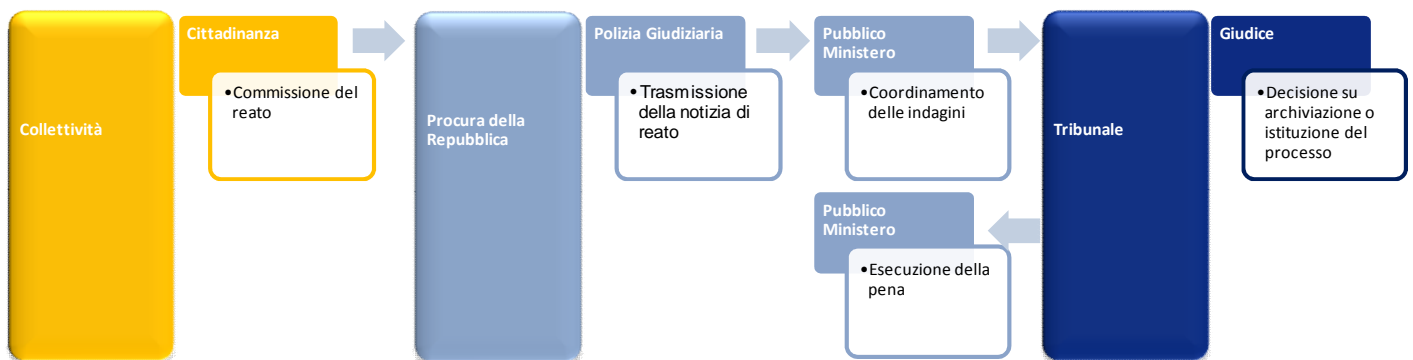 Collettività
Cittadinanza
•Commissione del
reato
Procura della
Repubblica
Polizia Giudiziaria
•Trasmissione
della notizia di
reato
Pubblico
Ministero
•Coordinamento
delle indagini
Pubblico
Ministero
•Esecuzione della
pena
Tribunale
Giudice
•Decisione su
archiviazione o
istituzione del
processo